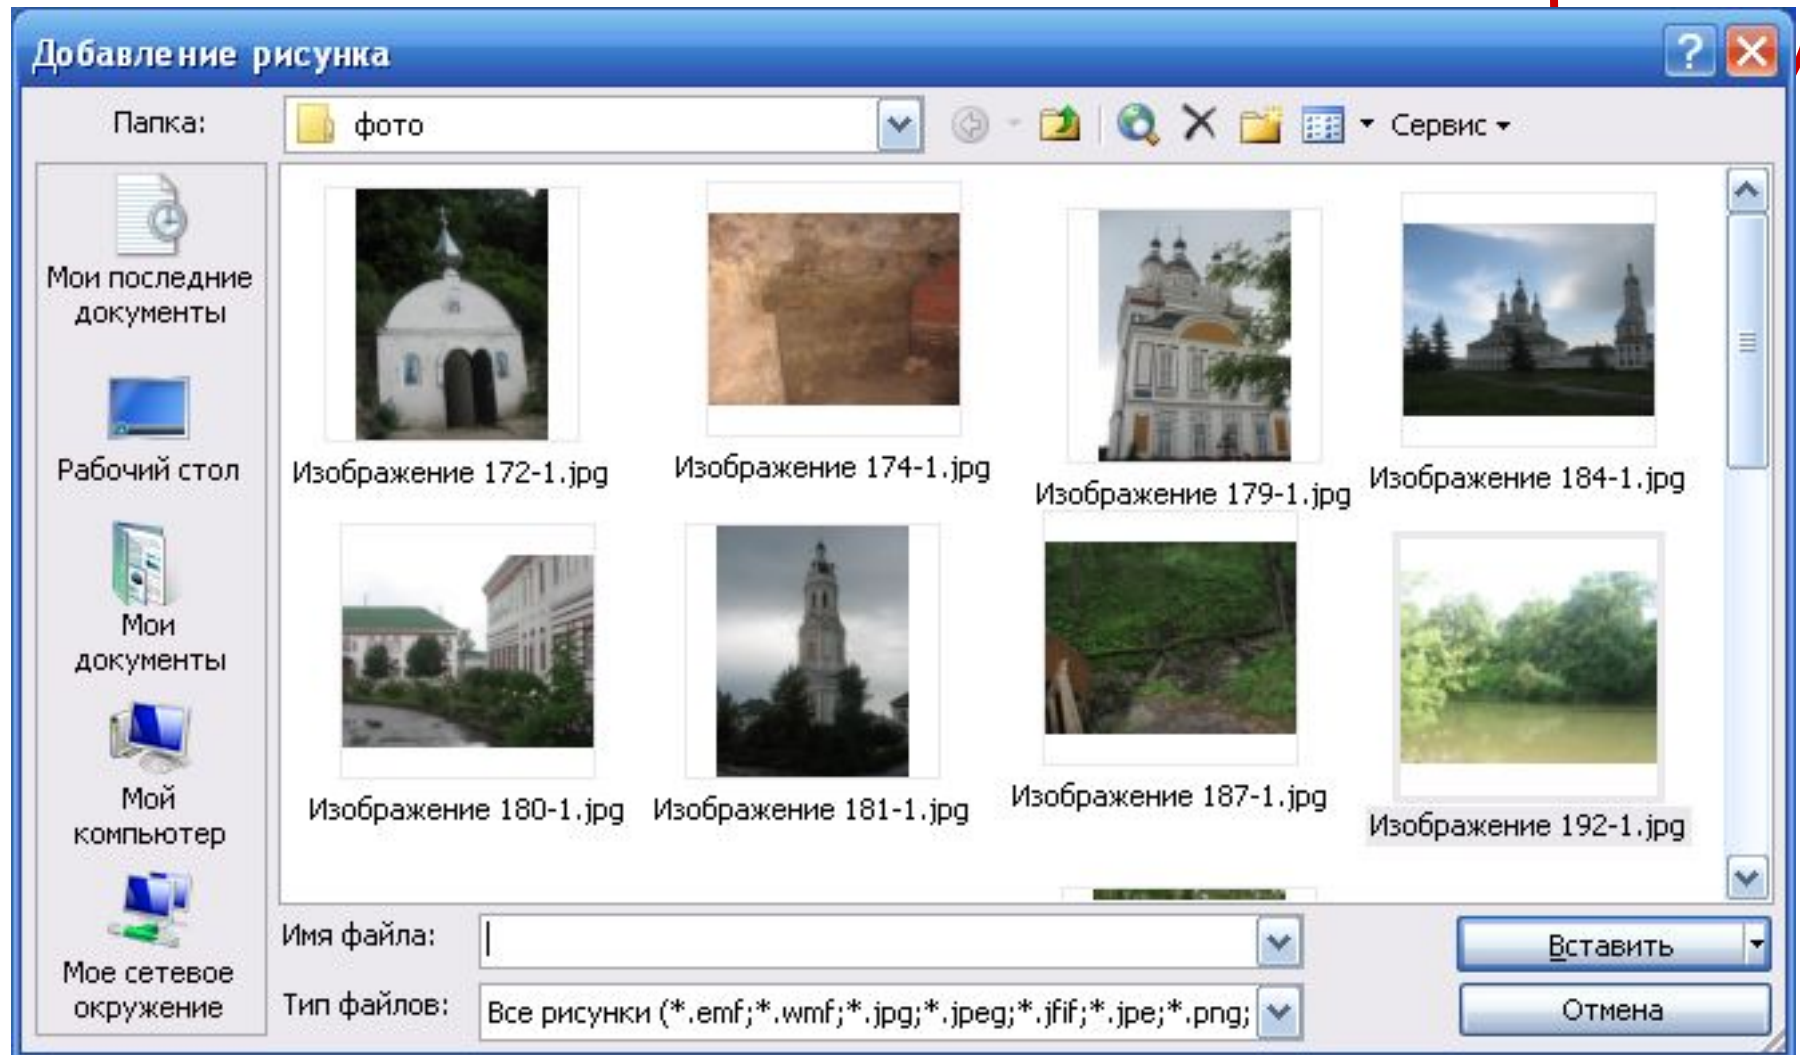 Добавление рисунка
Папка:
фото
Сервис
Мои последние
документы
Рабочий стол
Мои
документы
Мой
компьютер
Мое сетевое
окружение
Изображение 172-1.jpg
Изображение 174-1.jpg
Изображение 179-1.jpg
Изображение 184-1.jpg
Изображение 180-1.jpg
Изображение 181-1.jpg
Изображение 187-1.jpg
Изображение 192-1.jpg
Имя файла:
Вставить
Тип файлов:
Все рисунки (*.emf;*.wmf;*.jpg;*.jpeg;*.jfif;*.jpe;*.png;
Отмена